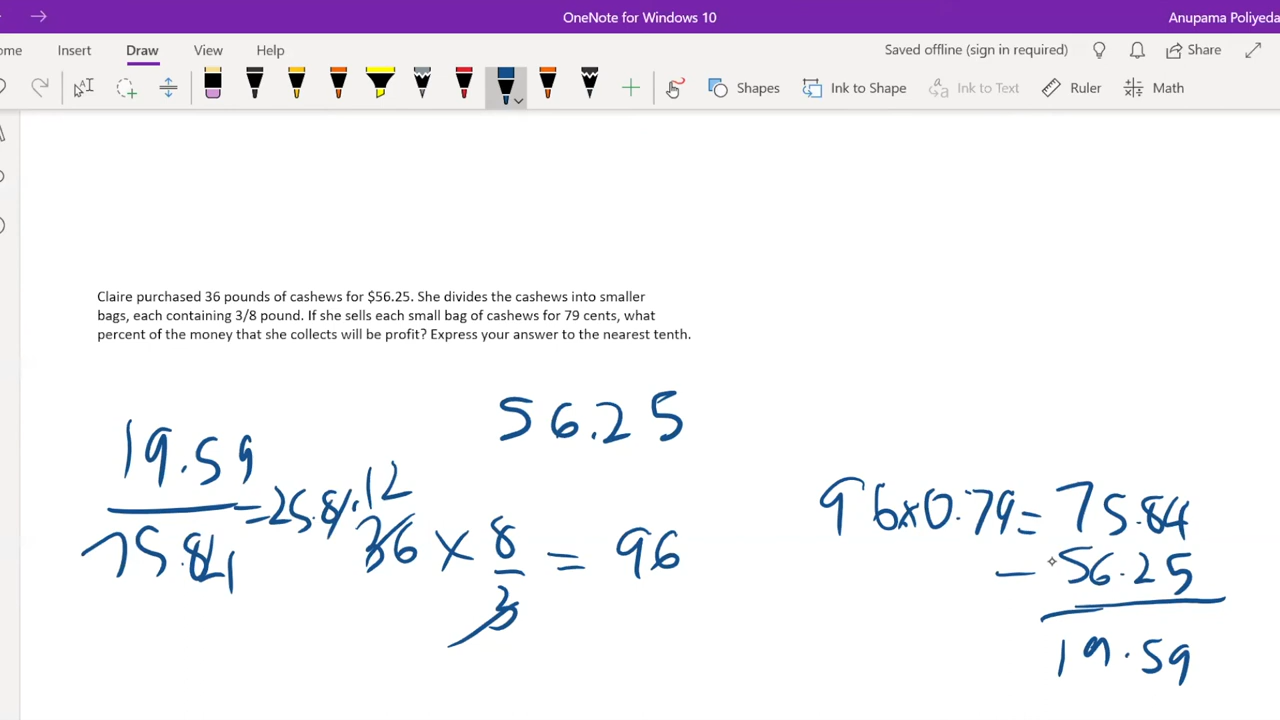 OneNote for Windows 10
Anupama Poliyeda
ome Insert Draw View Help
Saved offline (sign in required) Share
Shapes Ink to Shape Ink to Text Ruler Math
Claire purchased 36 pounds of cashews for $56.25. She divides the cashews into smaller
bags, each containing 3/8 pound. If she sells each small bag of cashews for 79 cents, what
percent of the money that she collects will be profit? Express your answer to the nearest tenth.
56.25
19.59
75.84
=25.8%.
12
36 × 8/3 = 96
96×0.79=75.84
- 56.25
19.59